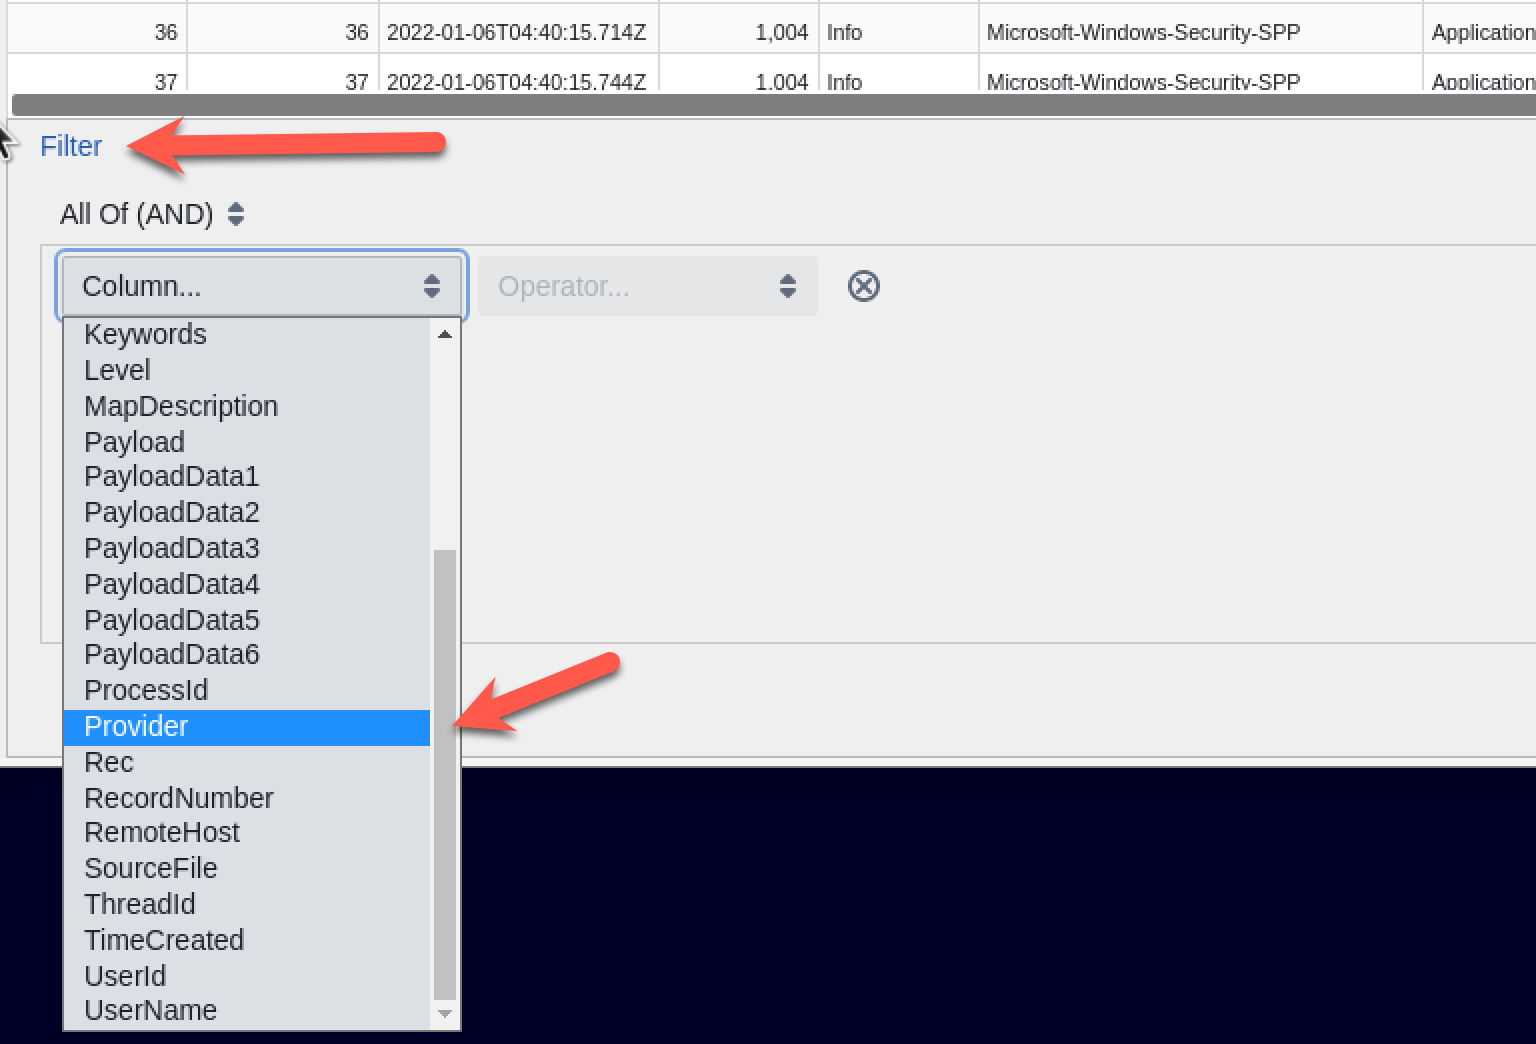 36 36 2022-01-06T04:40:15.714Z 1,004 Info Microsoft-Windows-Security-SPP Application
37 37 2022-01-06T04:40:15.744Z 1,004 Info Microsoft-Windows-Security-SPP Application
Filter
All Of (AND)
Column... Operator...
Keywords
Level
MapDescription
Payload
PayloadData1
PayloadData2
PayloadData3
PayloadData4
PayloadData5
PayloadData6
ProcessId
Provider
Rec
RecordNumber
RemoteHost
SourceFile
ThreadId
TimeCreated
UserId
UserName